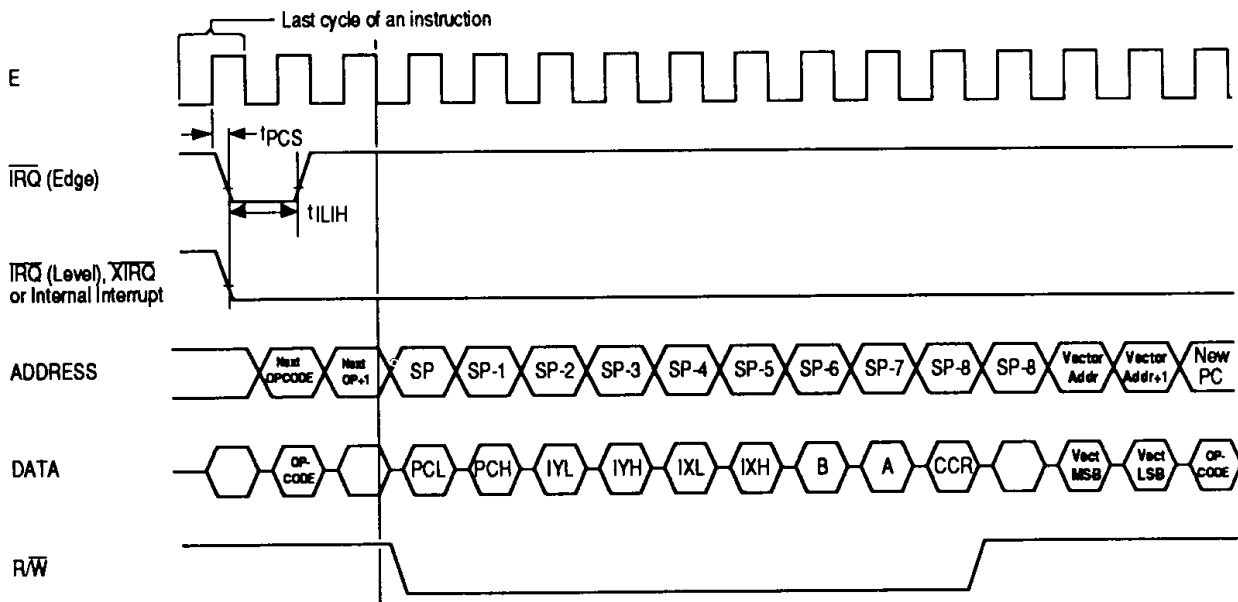 Last cycle of an instruction
E
tPCS
IRQ (Edge)
tILIH
IRQ (Level), XIRQ
or Internal Interrupt
ADDRESS
Next
OPCODE
Next
OP+1
SP
SP-1
SP-2
SP-3
SP-4
SP-5
SP-6
SP-7
SP-8
SP-8
Vector
Addr
Vector
Addr+1
New
PC
DATA
OP-
CODE
PCL
PCH
IYL
IYH
IXL
IXH
B
A
CCR
Vect
MSB
Vect
LSB
OP-
CODE
R/W